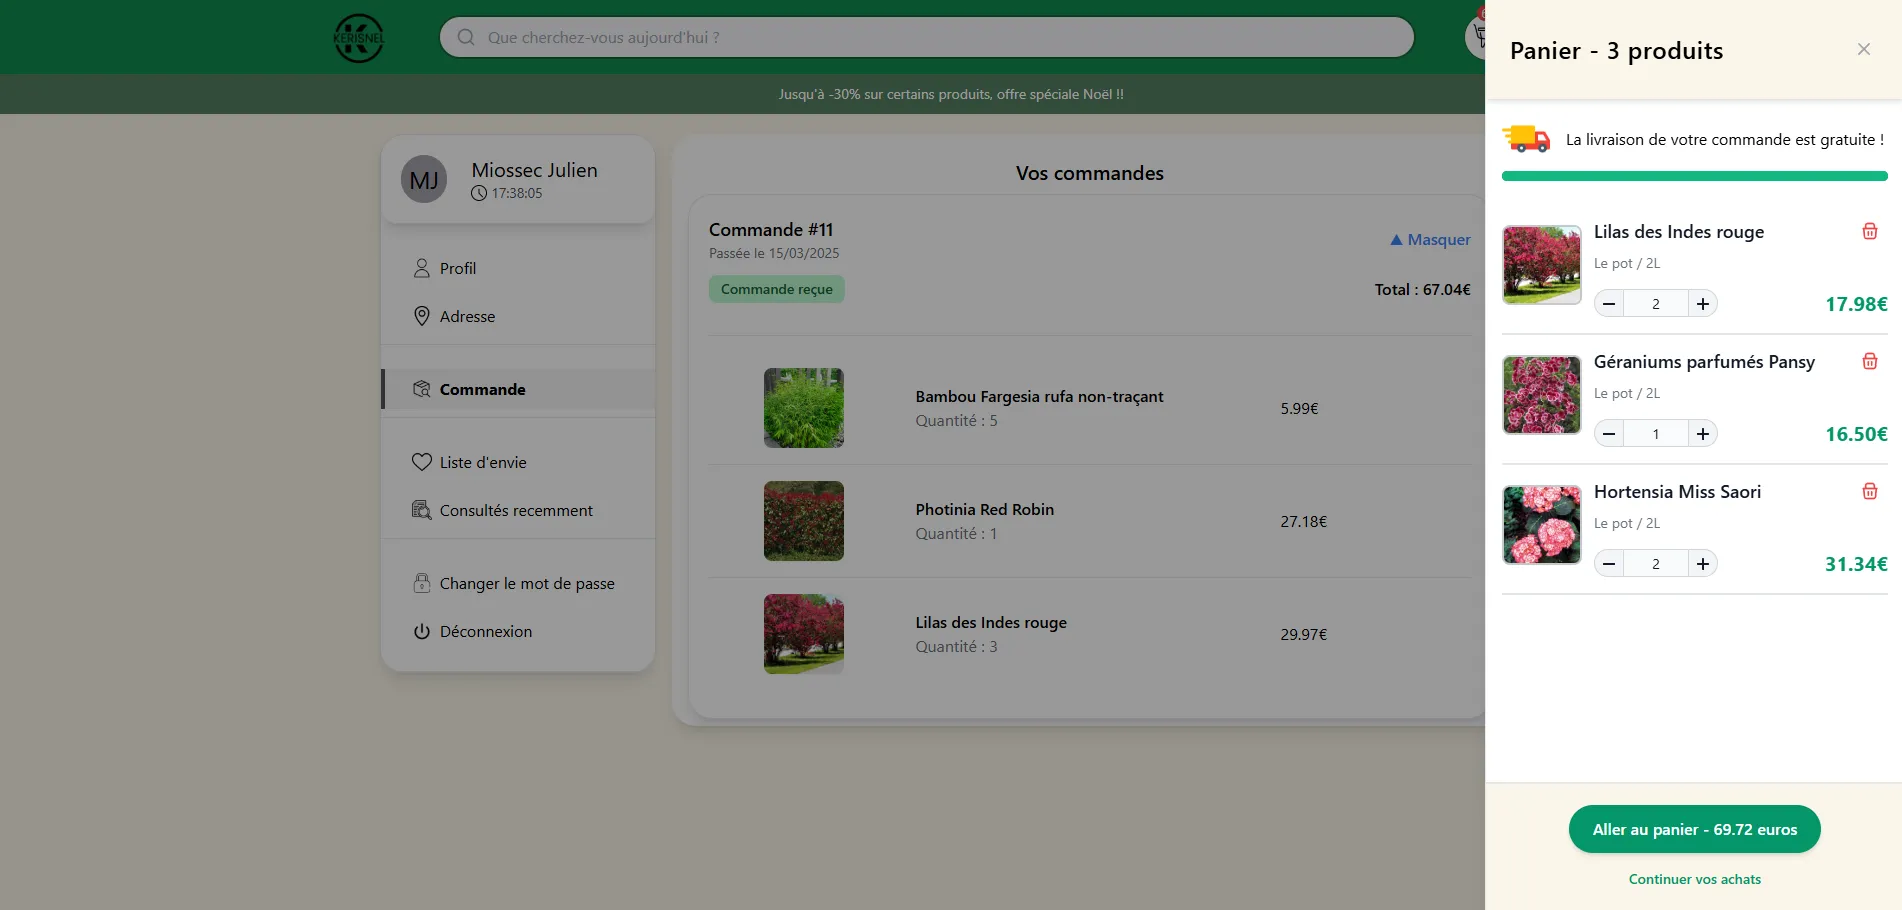 KERISNEL
Que cherchez-vous aujourd'hui ?
Jusqu'à -30% sur certains produits, offre spéciale Noël !!
MJ
Miossec Julien
17:38:05
Profil
Adresse
Commande
Liste d'envie
Consultés recemment
Changer le mot de passe
Déconnexion
Vos commandes
Commande #11
Passée le 15/03/2025
▲ Masquer
Commande reçue
Total : 67.04€
Bambou Fargesia rufa non-traçant
Quantité : 5
5.99€
Photinia Red Robin
Quantité : 1
27.18€
Lilas des Indes rouge
Quantité : 3
29.97€
Panier - 3 produits
La livraison de votre commande est gratuite !
Lilas des Indes rouge
Le pot / 2L
2
17.98€
Géraniums parfumés Pansy
Le pot / 2L
1
16.50€
Hortensia Miss Saori
Le pot / 2L
2
31.34€
Aller au panier - 69.72 euros
Continuer vos achats